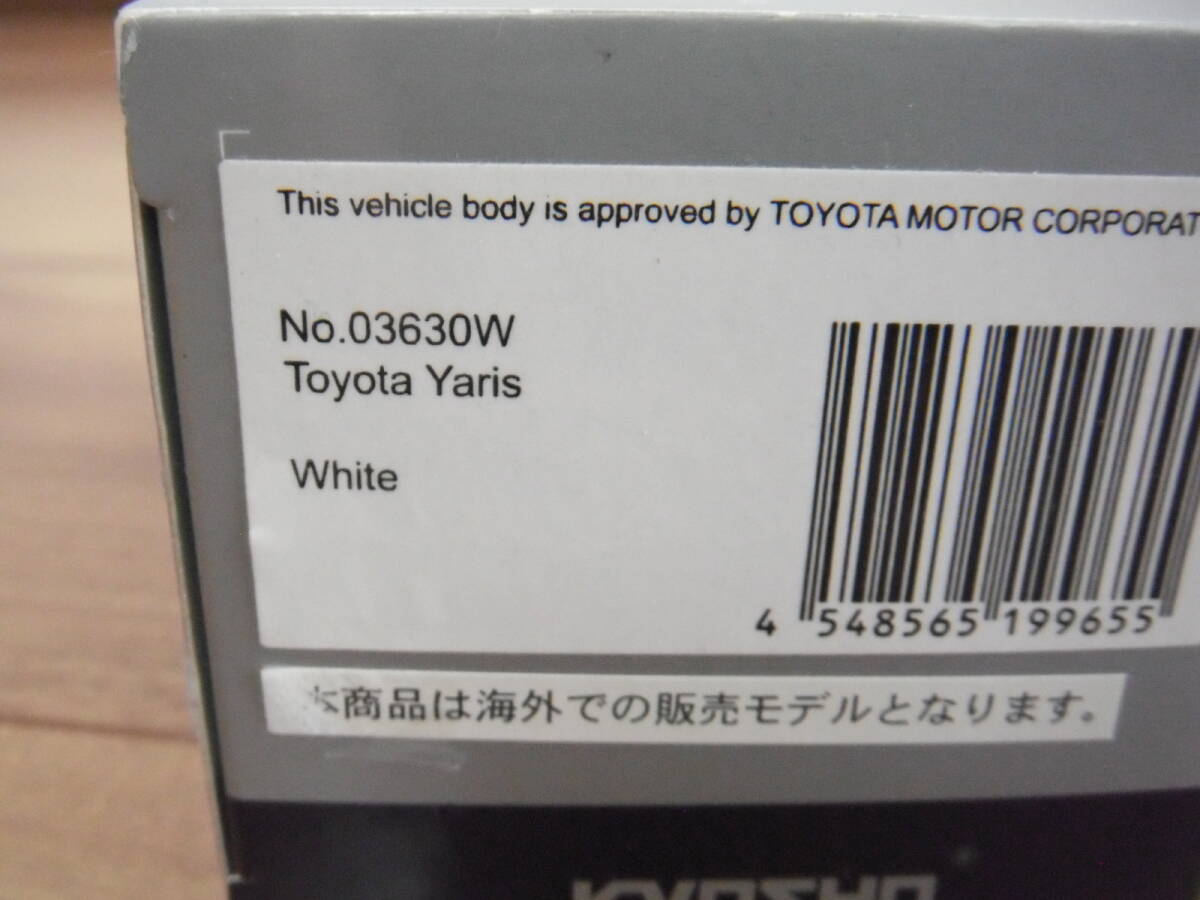 This vehicle body is approved by TOYOTA MOTOR CORPORAT
No.03630W
Toyota Yaris
White
4 548565 199655
本商品は海外での販売モデルとなります。
KYOSHO